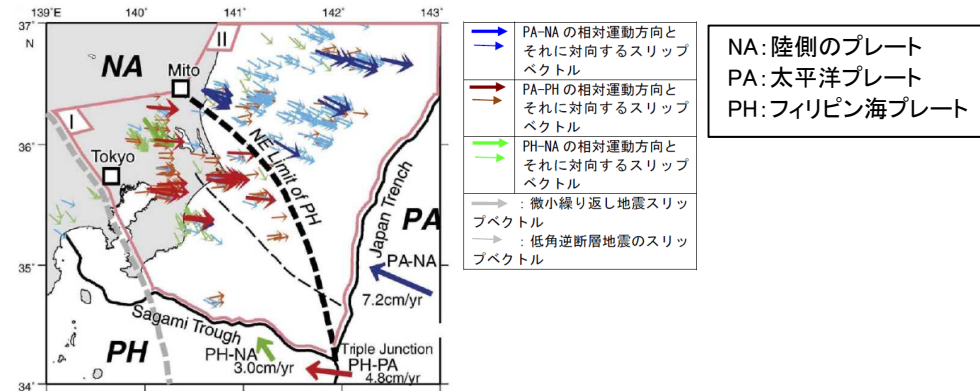 139˚E 140˚ 141˚ 142˚ 143˚
37˚
N
36˚
35˚
34˚
II
NA
Mito
I
Tokyo
NE Limit of PH
Japan Trench
PA
PA-NA
7.2cm/yr
Sagami Trough
PH
PH-NA
3.0cm/yr
Triple Junction
PH-PA
4.8cm/yr
PA-NA の相対運動方向と
それに対向するスリップ
ベクトル
PA-PH の相対運動方向と
それに対向するスリップ
ベクトル
PH-NA の相対運動方向と
それに対向するスリップ
ベクトル
：微小繰り返し地震スリッ
プベクトル
：低角逆断層地震のスリッ
プベクトル
NA：陸側のプレート
PA：太平洋プレート
PH：フィリピン海プレート